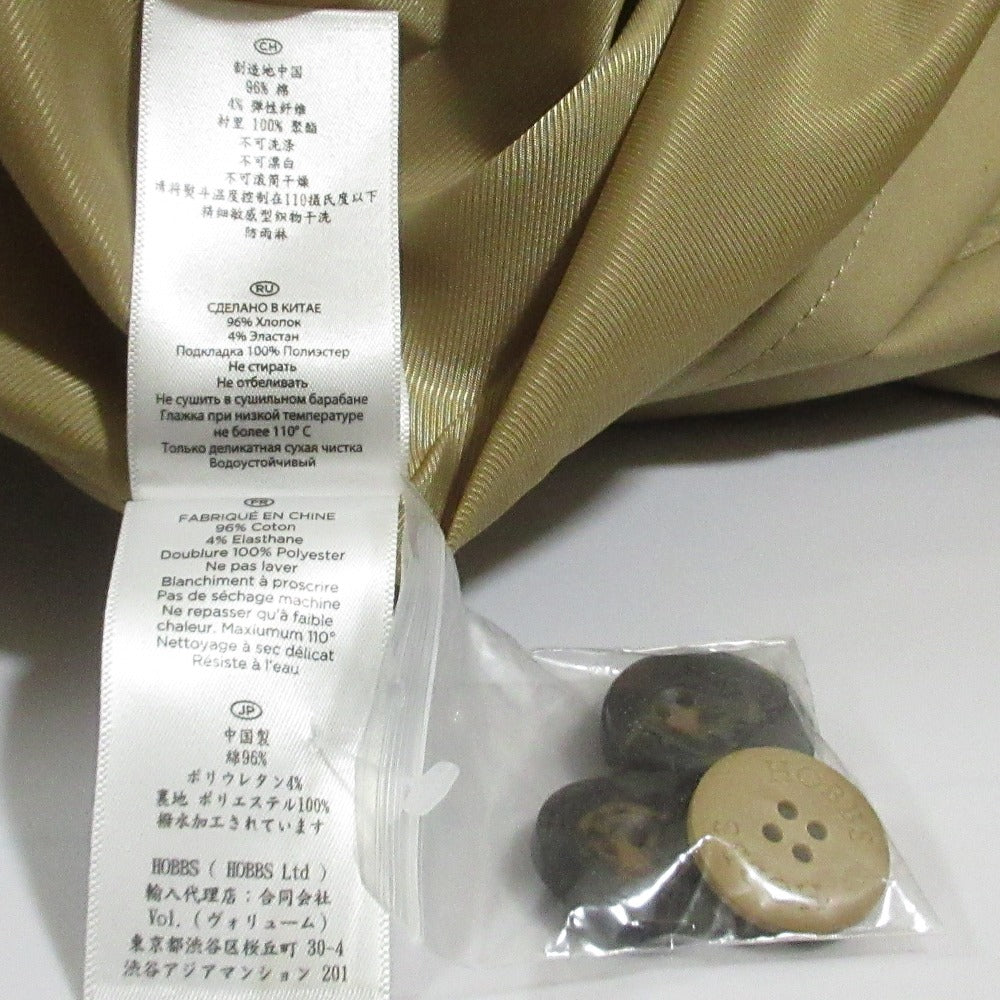 CH
制造地中国
96% 棉
4% 弹性纤维
衬里 100% 聚酯
不可洗涤
不可漂白
不可滚筒干燥
请将熨斗温度控制在110摄氏度以下
精细敏感型织物干洗
防雨淋
RU
СДЕЛАНО В КИТАЕ
96% Хлопок
4% Эластан
Подкладка 100% Полиэстер
Не стирать
Не отбеливать
Не сушить в сушильном барабане
Глажка при низкой температуре
не более 110° C
Только деликатная сухая чистка
Водоустойчивый
FR
FABRIQUÉ EN CHINE
96% Coton
4% Elasthane
Doublure 100% Polyester
Ne pas laver
Blanchiment à proscrire
Pas de séchage machine
Ne repasser qu'à faible
chaleur. Maxiumum 110°
Nettoyage à sec délicat
Résiste à l'eau
JP
中国製
綿96%
ポリウレタン4%
裏地 ポリエステル100%
撥水加工されています
HOBBS ( HOBBS Ltd )
輸入代理店：合同会社
Vol. (ヴォリューム)
東京都渋谷区桜丘町 30-4
渋谷アジアマンション 201
HOBBS